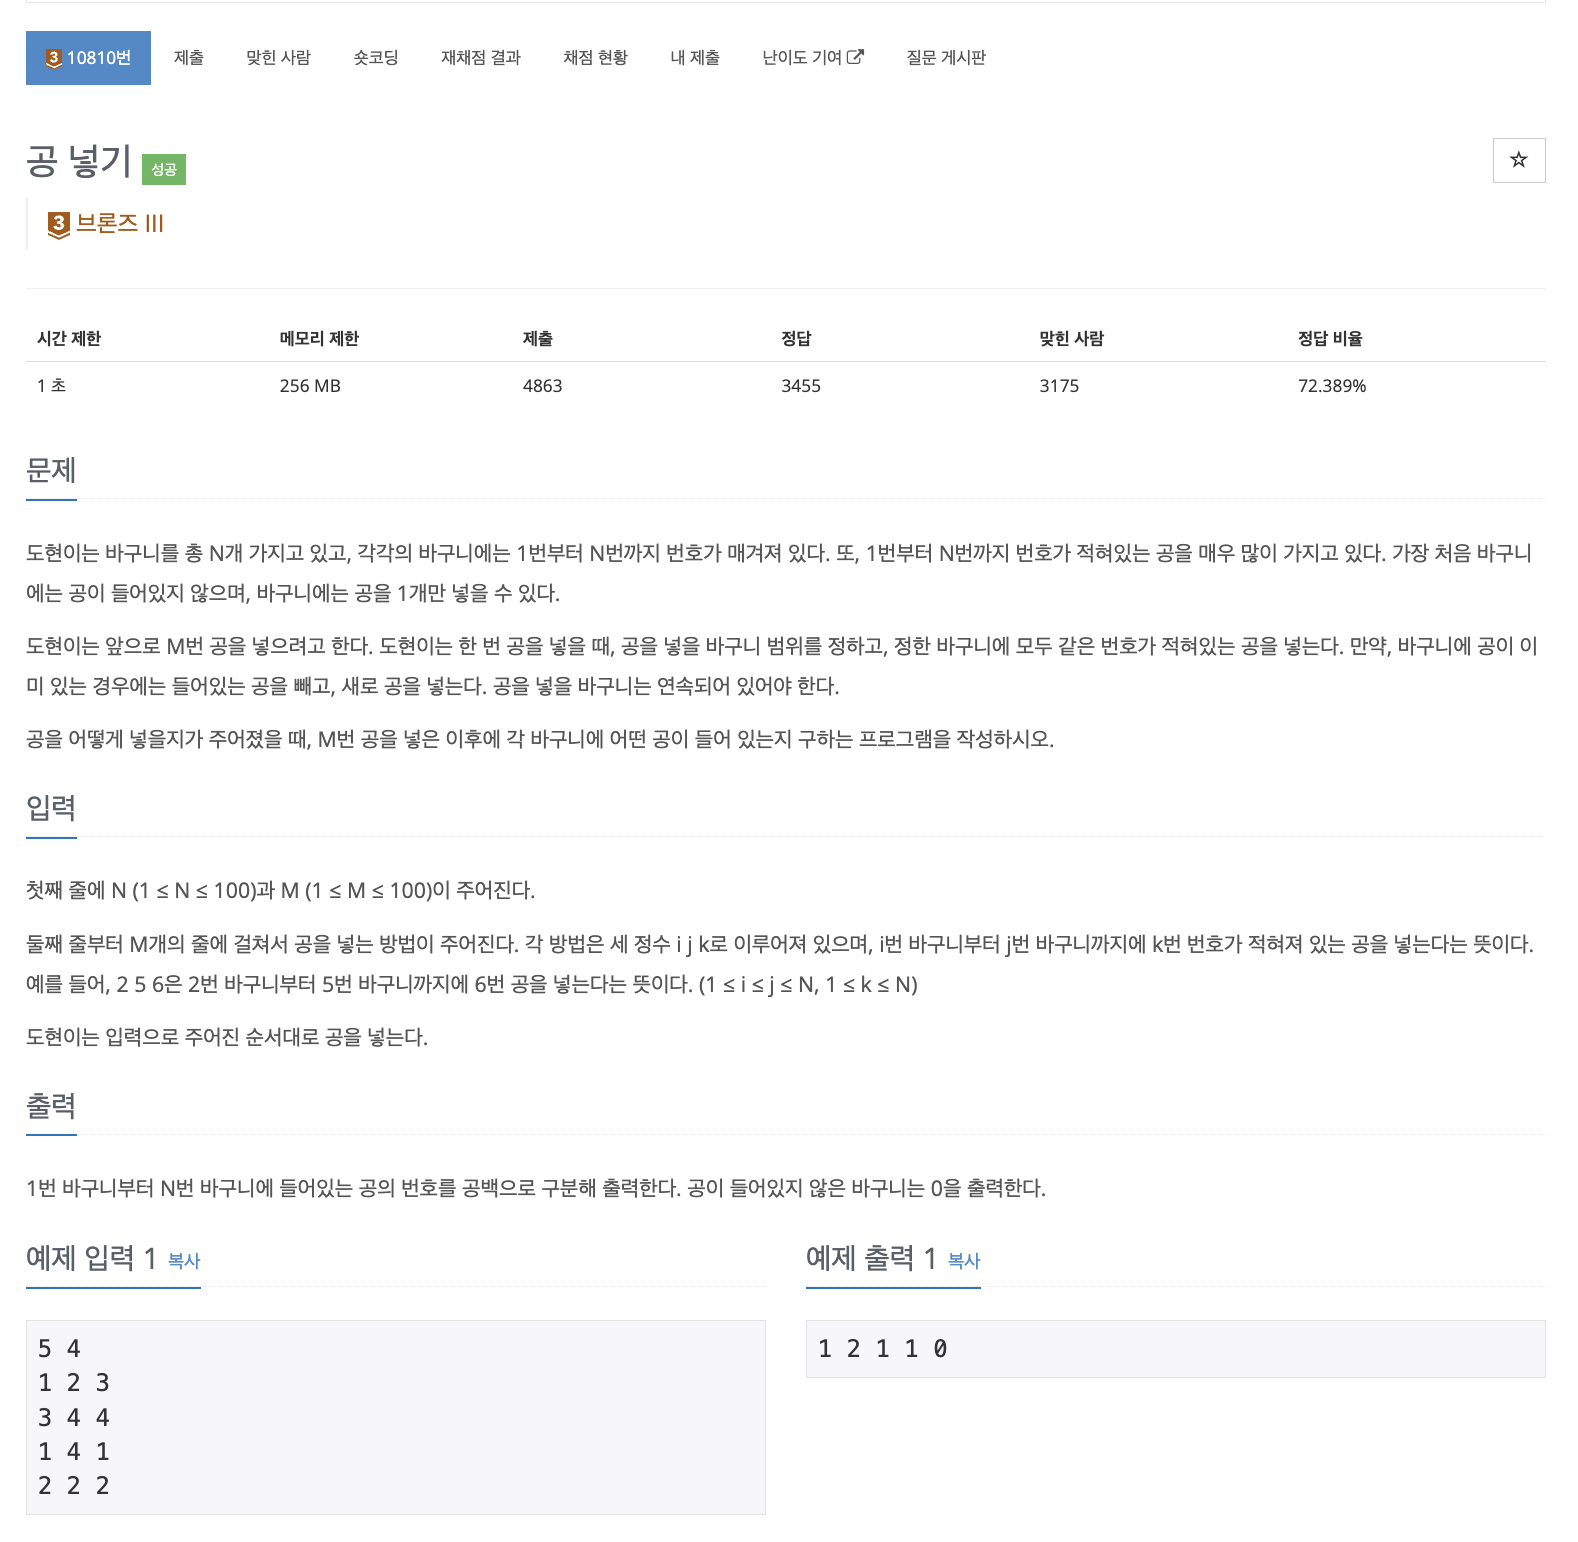 3 10810번 제출 맞힌 사람 숏코딩 재채점 결과 채점 현황 내 제출 난이도 기여 질문 게시판
공 넣기 성공
3 브론즈 III
시간 제한 메모리 제한 제출 정답 맞힌 사람 정답 비율
1 초 256 MB 4863 3455 3175 72.389%
문제
도현이는 바구니를 총 N개 가지고 있고, 각각의 바구니에는 1번부터 N번까지 번호가 매겨져 있다. 또, 1번부터 N번까지 번호가 적혀있는 공을 매우 많이 가지고 있다. 가장 처음 바구니
에는 공이 들어있지 않으며, 바구니에는 공을 1개만 넣을 수 있다.
도현이는 앞으로 M번 공을 넣으려고 한다. 도현이는 한 번 공을 넣을 때, 공을 넣을 바구니 범위를 정하고, 정한 바구니에 모두 같은 번호가 적혀있는 공을 넣는다. 만약, 바구니에 공이 이
미 있는 경우에는 들어있는 공을 빼고, 새로 공을 넣는다. 공을 넣을 바구니는 연속되어 있어야 한다.
공을 어떻게 넣을지가 주어졌을 때, M번 공을 넣은 이후에 각 바구니에 어떤 공이 들어 있는지 구하는 프로그램을 작성하시오.
입력
첫째 줄에 N (1 ≤ N ≤ 100)과 M (1 ≤ M ≤ 100)이 주어진다.
둘째 줄부터 M개의 줄에 걸쳐서 공을 넣는 방법이 주어진다. 각 방법은 세 정수 i j k로 이루어져 있으며, i번 바구니부터 j번 바구니까지에 k번 번호가 적혀져 있는 공을 넣는다는 뜻이다.
예를 들어, 2 5 6은 2번 바구니부터 5번 바구니까지에 6번 공을 넣는다는 뜻이다. (1 ≤ i ≤ j ≤ N, 1 ≤ k ≤ N)
도현이는 입력으로 주어진 순서대로 공을 넣는다.
출력
1번 바구니부터 N번 바구니에 들어있는 공의 번호를 공백으로 구분해 출력한다. 공이 들어있지 않은 바구니는 0을 출력한다.
예제 입력 1 복사
5 4
1 2 3
3 4 4
1 4 1
2 2 2
예제 출력 1 복사
1 2 1 1 0